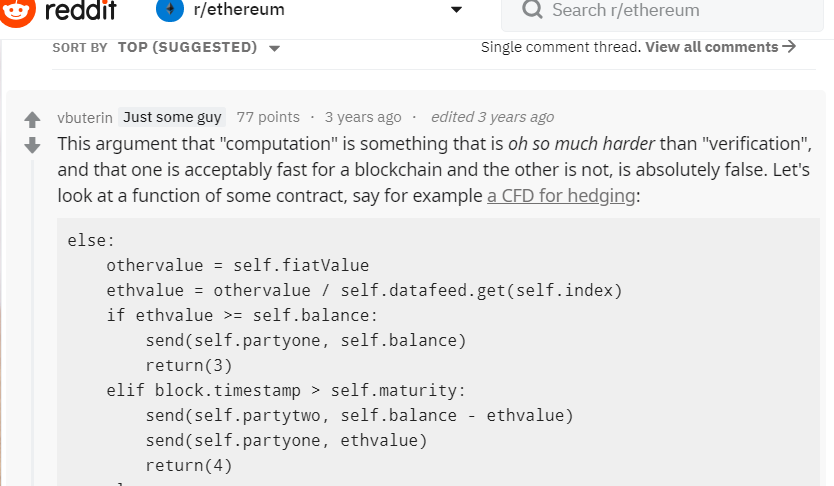 reddit r/ethereum Search r/ethereum
SORT BY TOP (SUGGESTED) Single comment thread. View all comments →
vbuterin Just some guy 77 points · 3 years ago · edited 3 years ago
This argument that "computation" is something that is oh so much harder than "verification",
and that one is acceptably fast for a blockchain and the other is not, is absolutely false. Let's
look at a function of some contract, say for example a CFD for hedging:
else:
    othervalue = self.fiatValue
    ethvalue = othervalue / self.datafeed.get(self.index)
    if ethvalue >= self.balance:
        send(self.partyone, self.balance)
        return(3)
    elif block.timestamp > self.maturity:
        send(self.partytwo, self.balance - ethvalue)
        send(self.partyone, ethvalue)
        return(4)